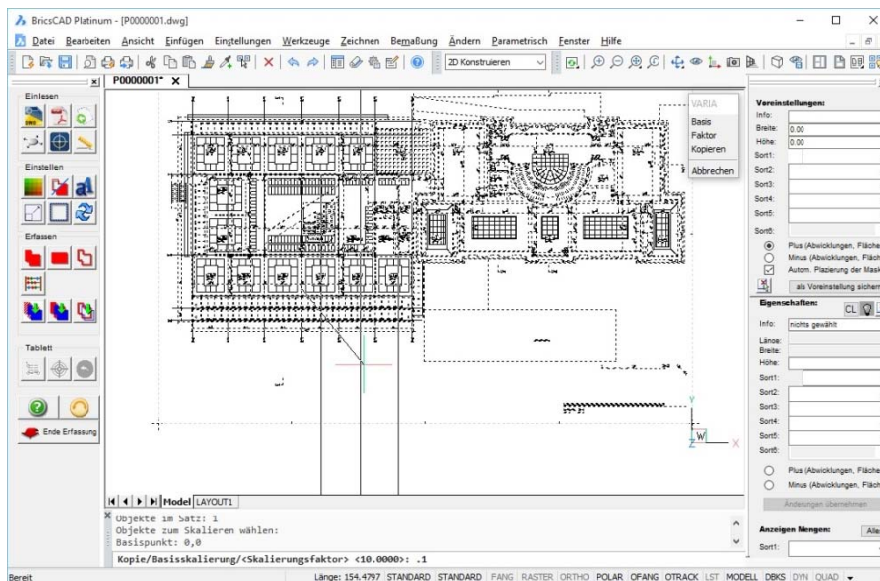 BricsCAD Platinum - [P0000001.dwg]
Datei Bearbeiten Ansicht Einfügen Einstellungen Werkzeuge Zeichnen Bemaßung Ändern Parametrisch Fenster Hilfe
2D Konstruieren
P0000001*
Einlesen
Einstellen
Erfassen
Tablett
Ende Erfassung
VARIA
Basis
Faktor
Kopieren
Abbrechen
Y
W
Z
X
Voreinstellungen:
Info:
Breite: 0.00
Höhe: 0.00
Sort1:
Sort2:
Sort3:
Sort4:
Sort5:
Sort6:
Plus (Abwicklungen, Fläche
Minus (Abwicklungen, Fläch
Autom. Plazierung der Mask
als Voreinstellung sichern
Eigenschaften:
CL
Info: nichts gewählt
Länge:
Breite:
Höhe:
Sort1:
Sort2:
Sort3:
Sort4:
Sort5:
Sort6:
Plus (Abwicklungen, Fläche
Minus (Abwicklungen, Fläch
Änderungen übernehmen
Anzeigen Mengen:
Alle
Sort1:
Model LAYOUT1
Objekte im Satz: 1
Objekte zum Skalieren wählen:
Basispunkt: 0,0
Kopie/Basisskalierung/<Skalierungsfaktor> <10.0000>: .1
Bereit
Länge: 154.4797 STANDARD STANDARD FANG RASTER ORTHO POLAR OFANG OTRACK LST MODELL DBKS DYN QUAD